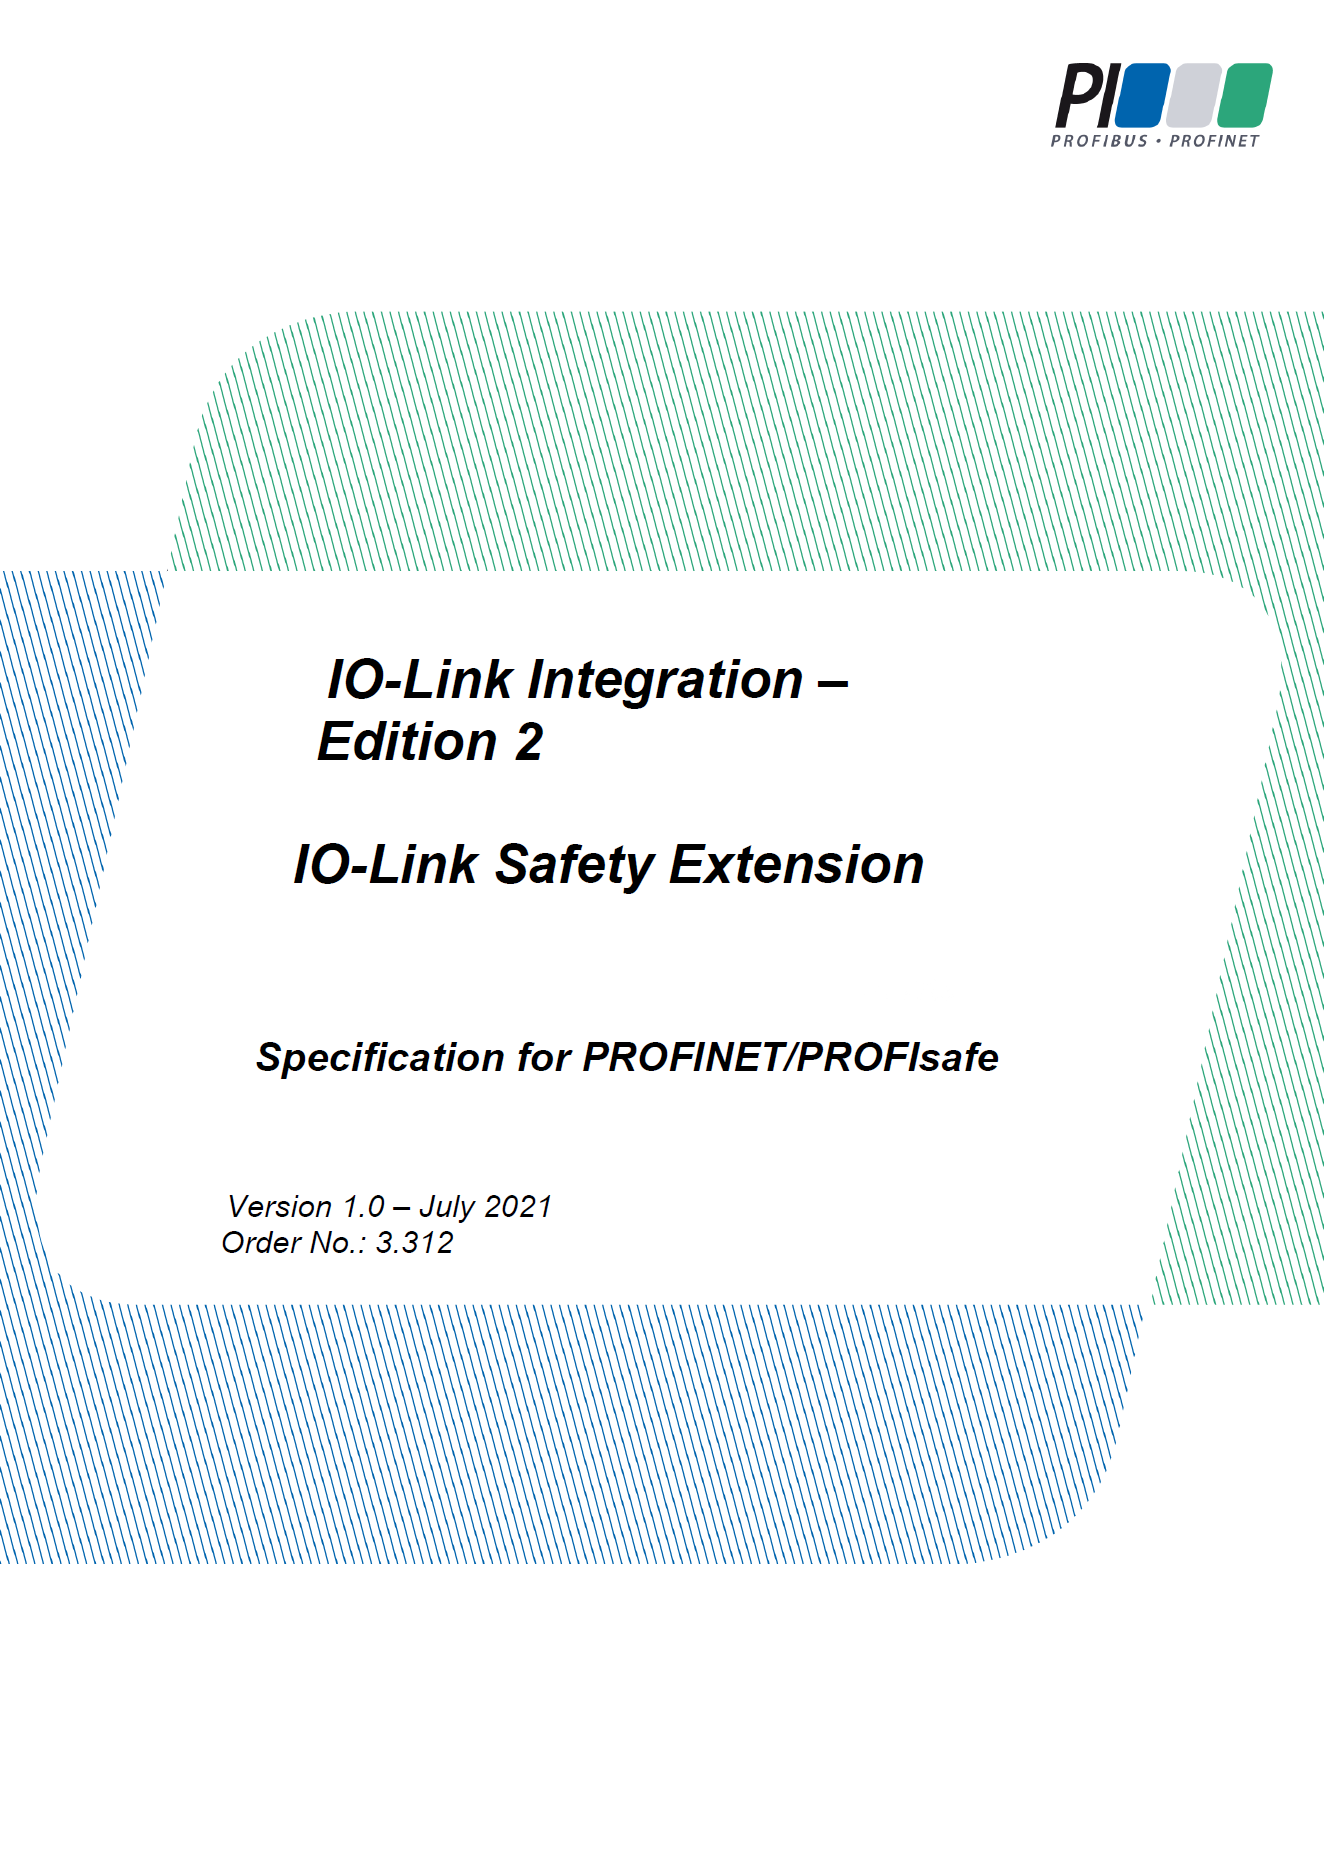 PI
PROFIBUS • PROFINET
IO-Link Integration –
Edition 2
IO-Link Safety Extension
Specification for PROFINET/PROFIsafe
Version 1.0 – July 2021
Order No.: 3.312